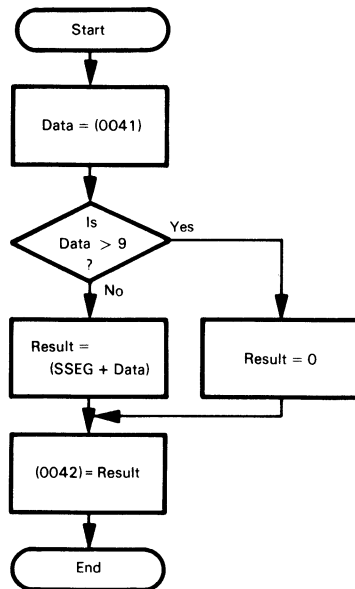 Start
Data = (0041)
Is
Data > 9
?
Yes
No
Result =
(SSEG + Data)
Result = 0
(0042) = Result
End